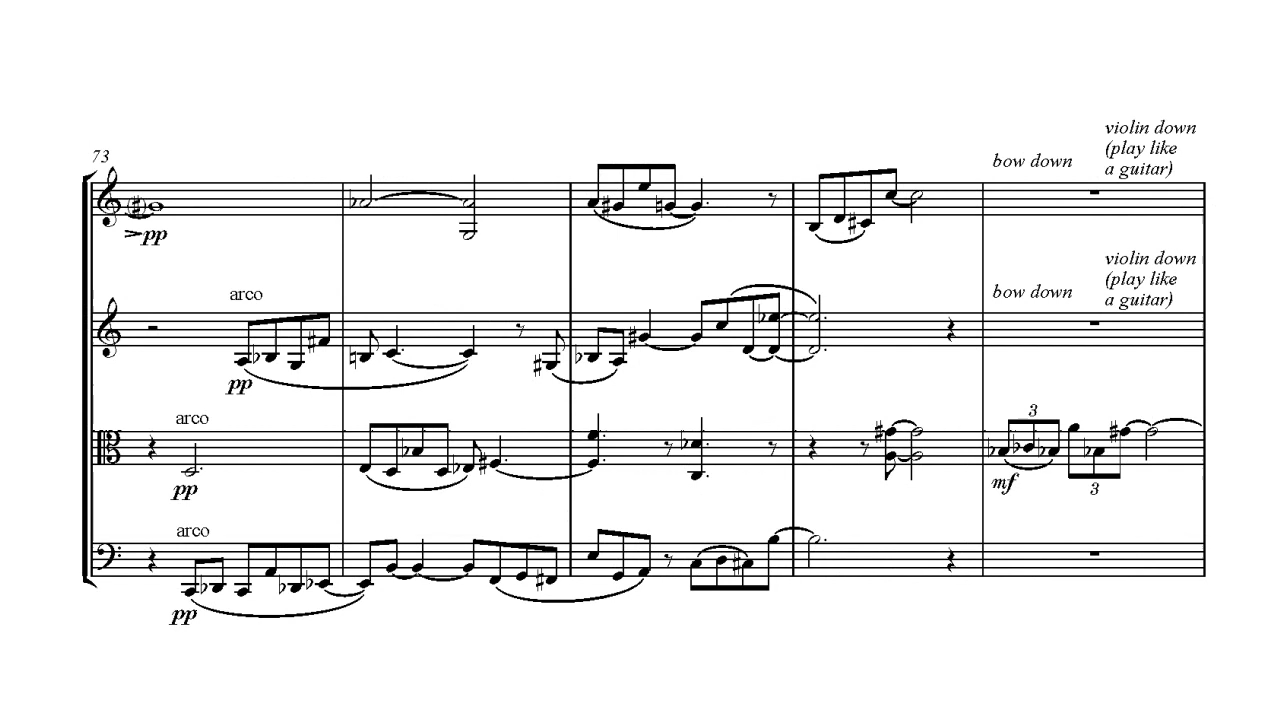 73
bow down
violin down
(play like
a guitar)
pp
arco
bow down
violin down
(play like
a guitar)
pp
arco
pp
3
mf
3
arco
pp